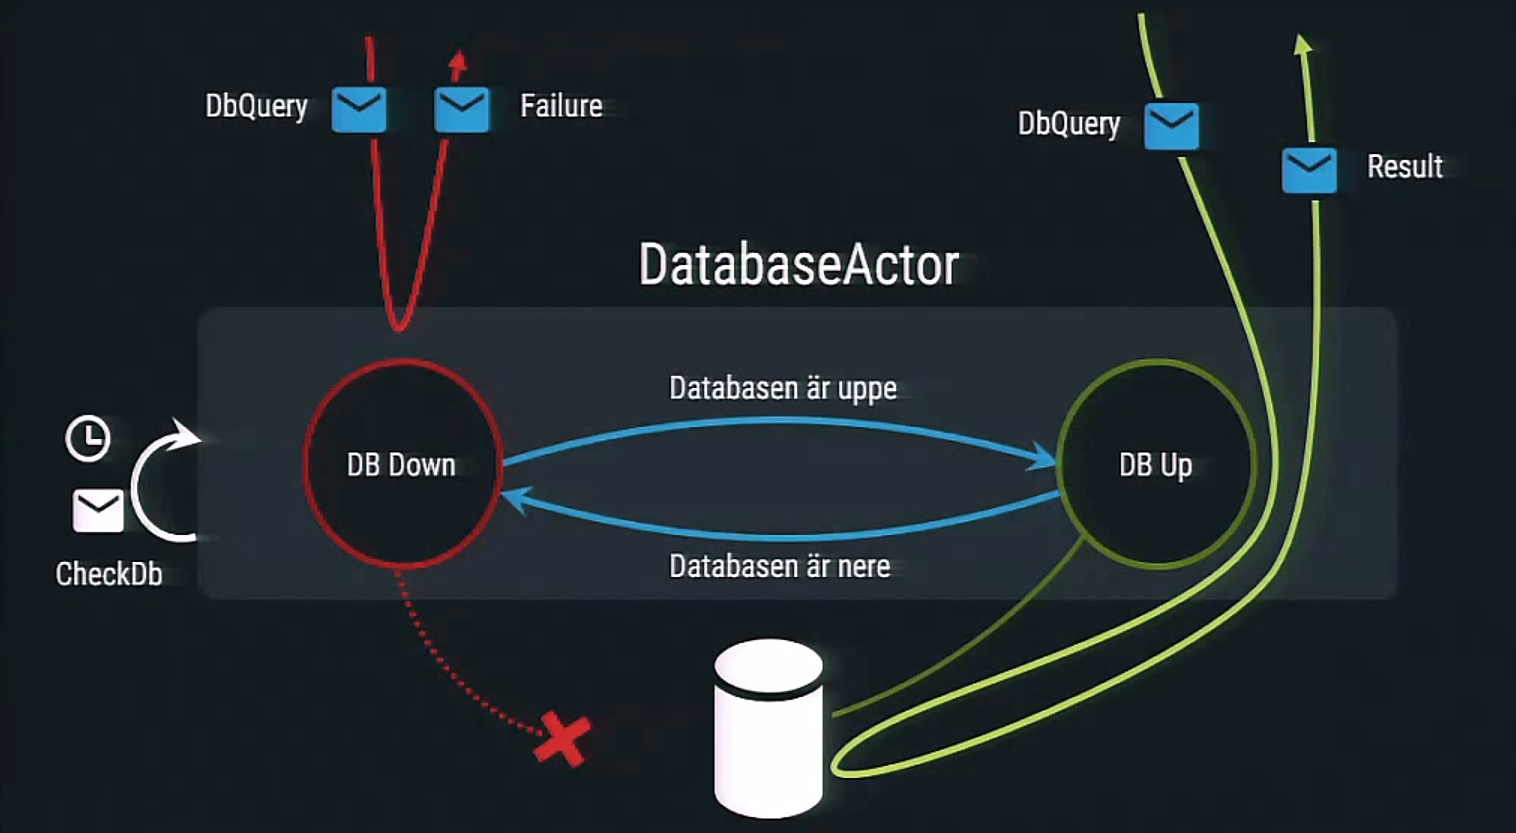 DbQuery
Failure
DbQuery
Result
DatabaseActor
Databasen är uppe
DB Down
DB Up
Databasen är nere
CheckDb